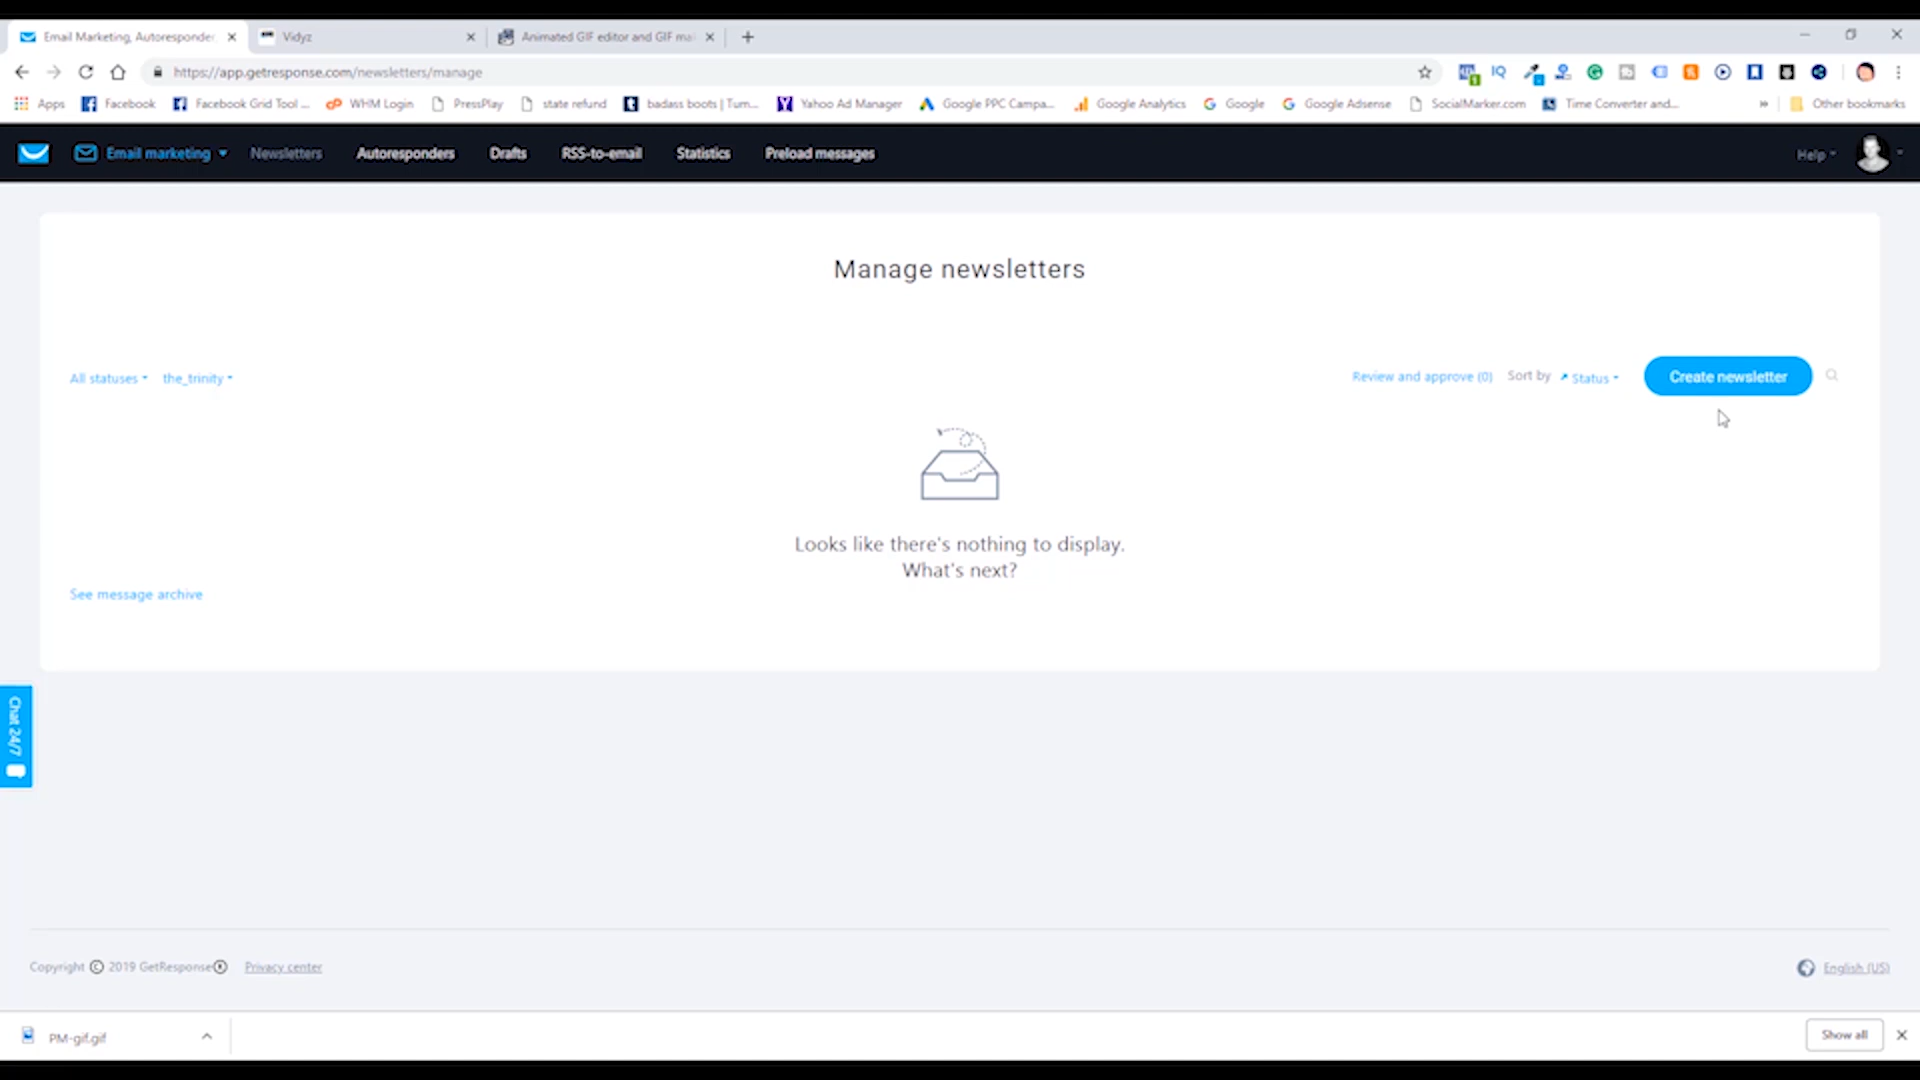 Email Marketing, Autoresponder
Vidyz
Animated GIF editor and GIF ma
https://app.getresponse.com/newsletters/manage
IQ
Apps Facebook Facebook Grid Tool ... WHM Login PressPlay state refund badass boots | Tum... Yahoo Ad Manager Google PPC Campa... Google Analytics Google Google Adsense SocialMarker.com Time Converter and... » Other bookmarks
Email marketing Newsletters Autoresponders Drafts RSS-to-email Statistics Preload messages Help
Manage newsletters
All statuses the_trinity Review and approve (0) Sort by Status Create newsletter
Looks like there's nothing to display.
What's next?
See message archive
Chat 24/7
Copyright © 2019 GetResponse Privacy center English (US)
PM-gif.gif Show all